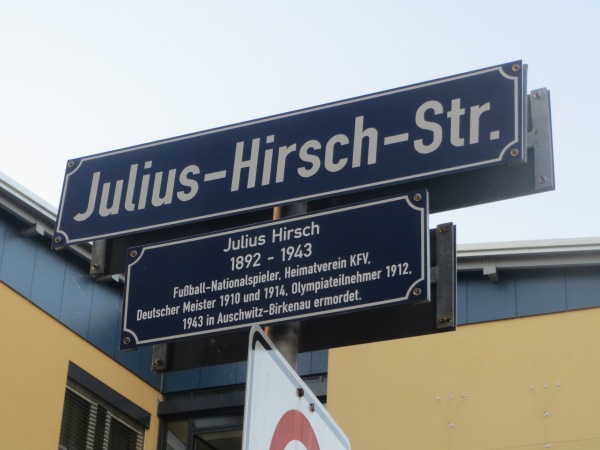 Julius-Hirsch-Str.
Julius Hirsch
1892 - 1943
Fußball-Nationalspieler, Heimatverein KFV,
Deutscher Meister 1910 und 1914, Olympiateilnehmer 1912.
1943 in Auschwitz-Birkenau ermordet.